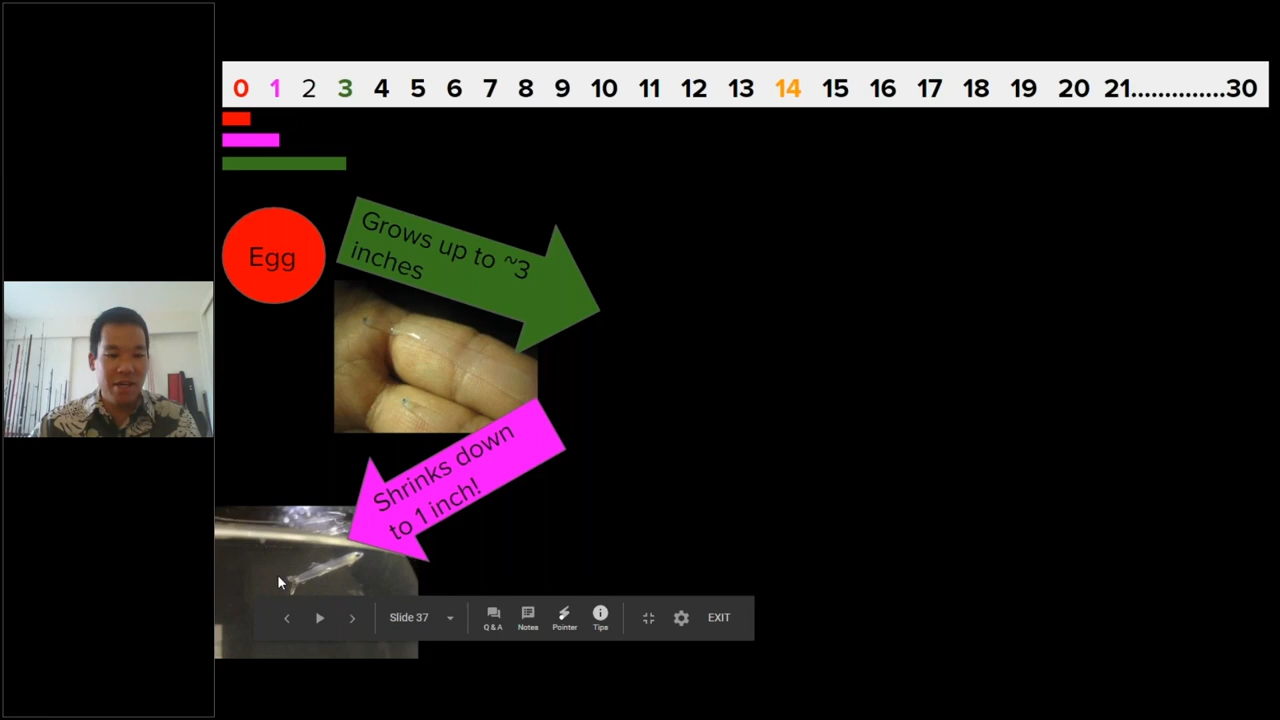 0 1 2 3 4 5 6 7 8 9 10 11 12 13 14 15 16 17 18 19 20 21..............30
Egg
Grows up to ~3
inches
Shrinks down
to 1 inch!
Slide 37
Q & A Notes Pointer Tips
EXIT